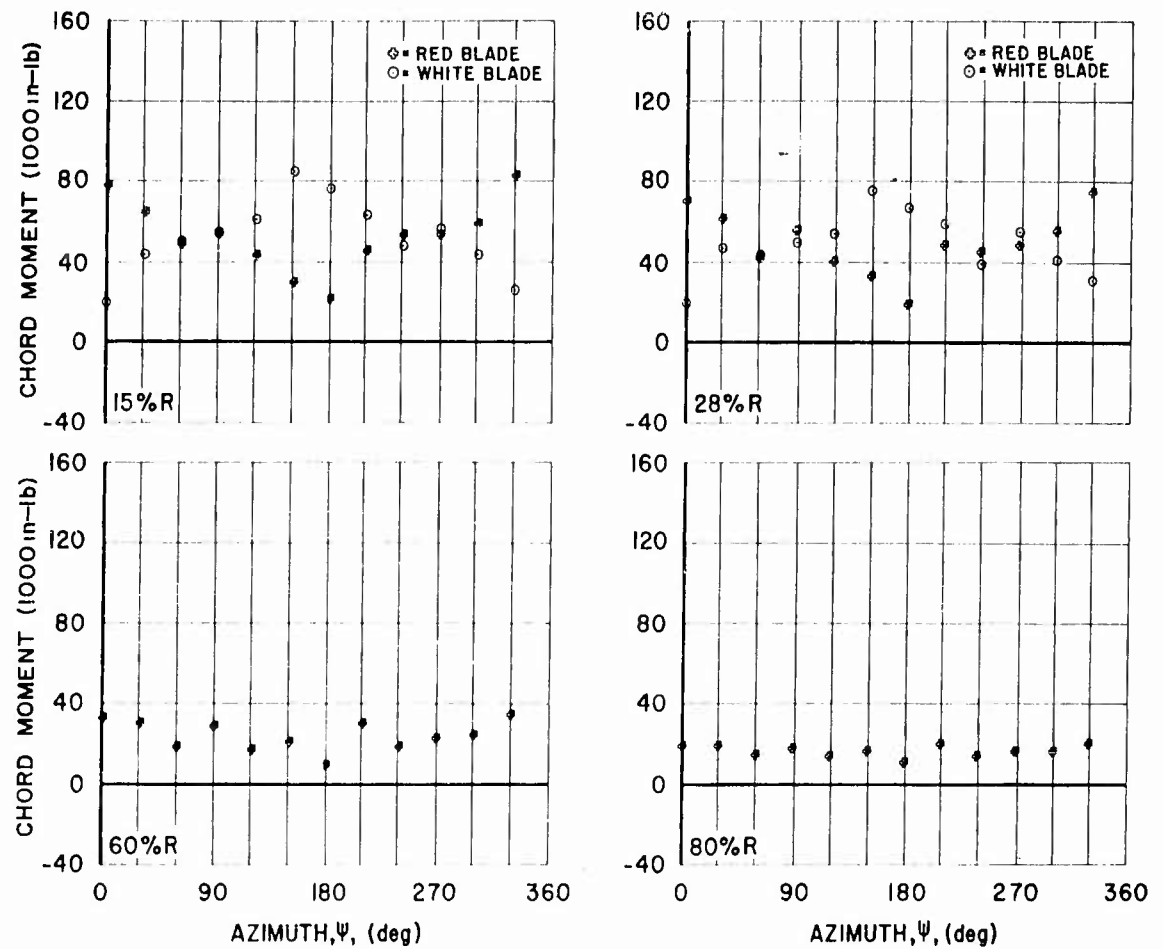 CHORD MOMENT (1000 in-lb)
160
120
80
40
0
-40
= RED BLADE
= WHITE BLADE
15%R
160
120
80
40
0
-40
= RED BLADE
= WHITE BLADE
28%R
CHORD MOMENT (1000 in-lb)
160
120
80
40
0
-40
60%R
0 90 180 270 360
AZIMUTH,Ψ, (deg)
160
120
80
40
0
-40
80%R
0 90 180 270 360
AZIMUTH,Ψ, (deg)